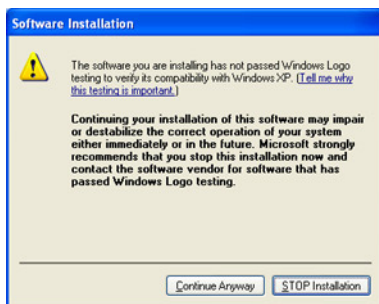 Software Installation
The software you are installing has not passed Windows Logo
testing to verify its compatibility with Windows XP. (Tell me why
this testing is important.)
Continuing your installation of this software may impair
or destabilize the correct operation of your system
either immediately or in the future. Microsoft strongly
recommends that you stop this installation now and
contact the software vendor for software that has
passed Windows Logo testing.
Continue Anyway STOP Installation